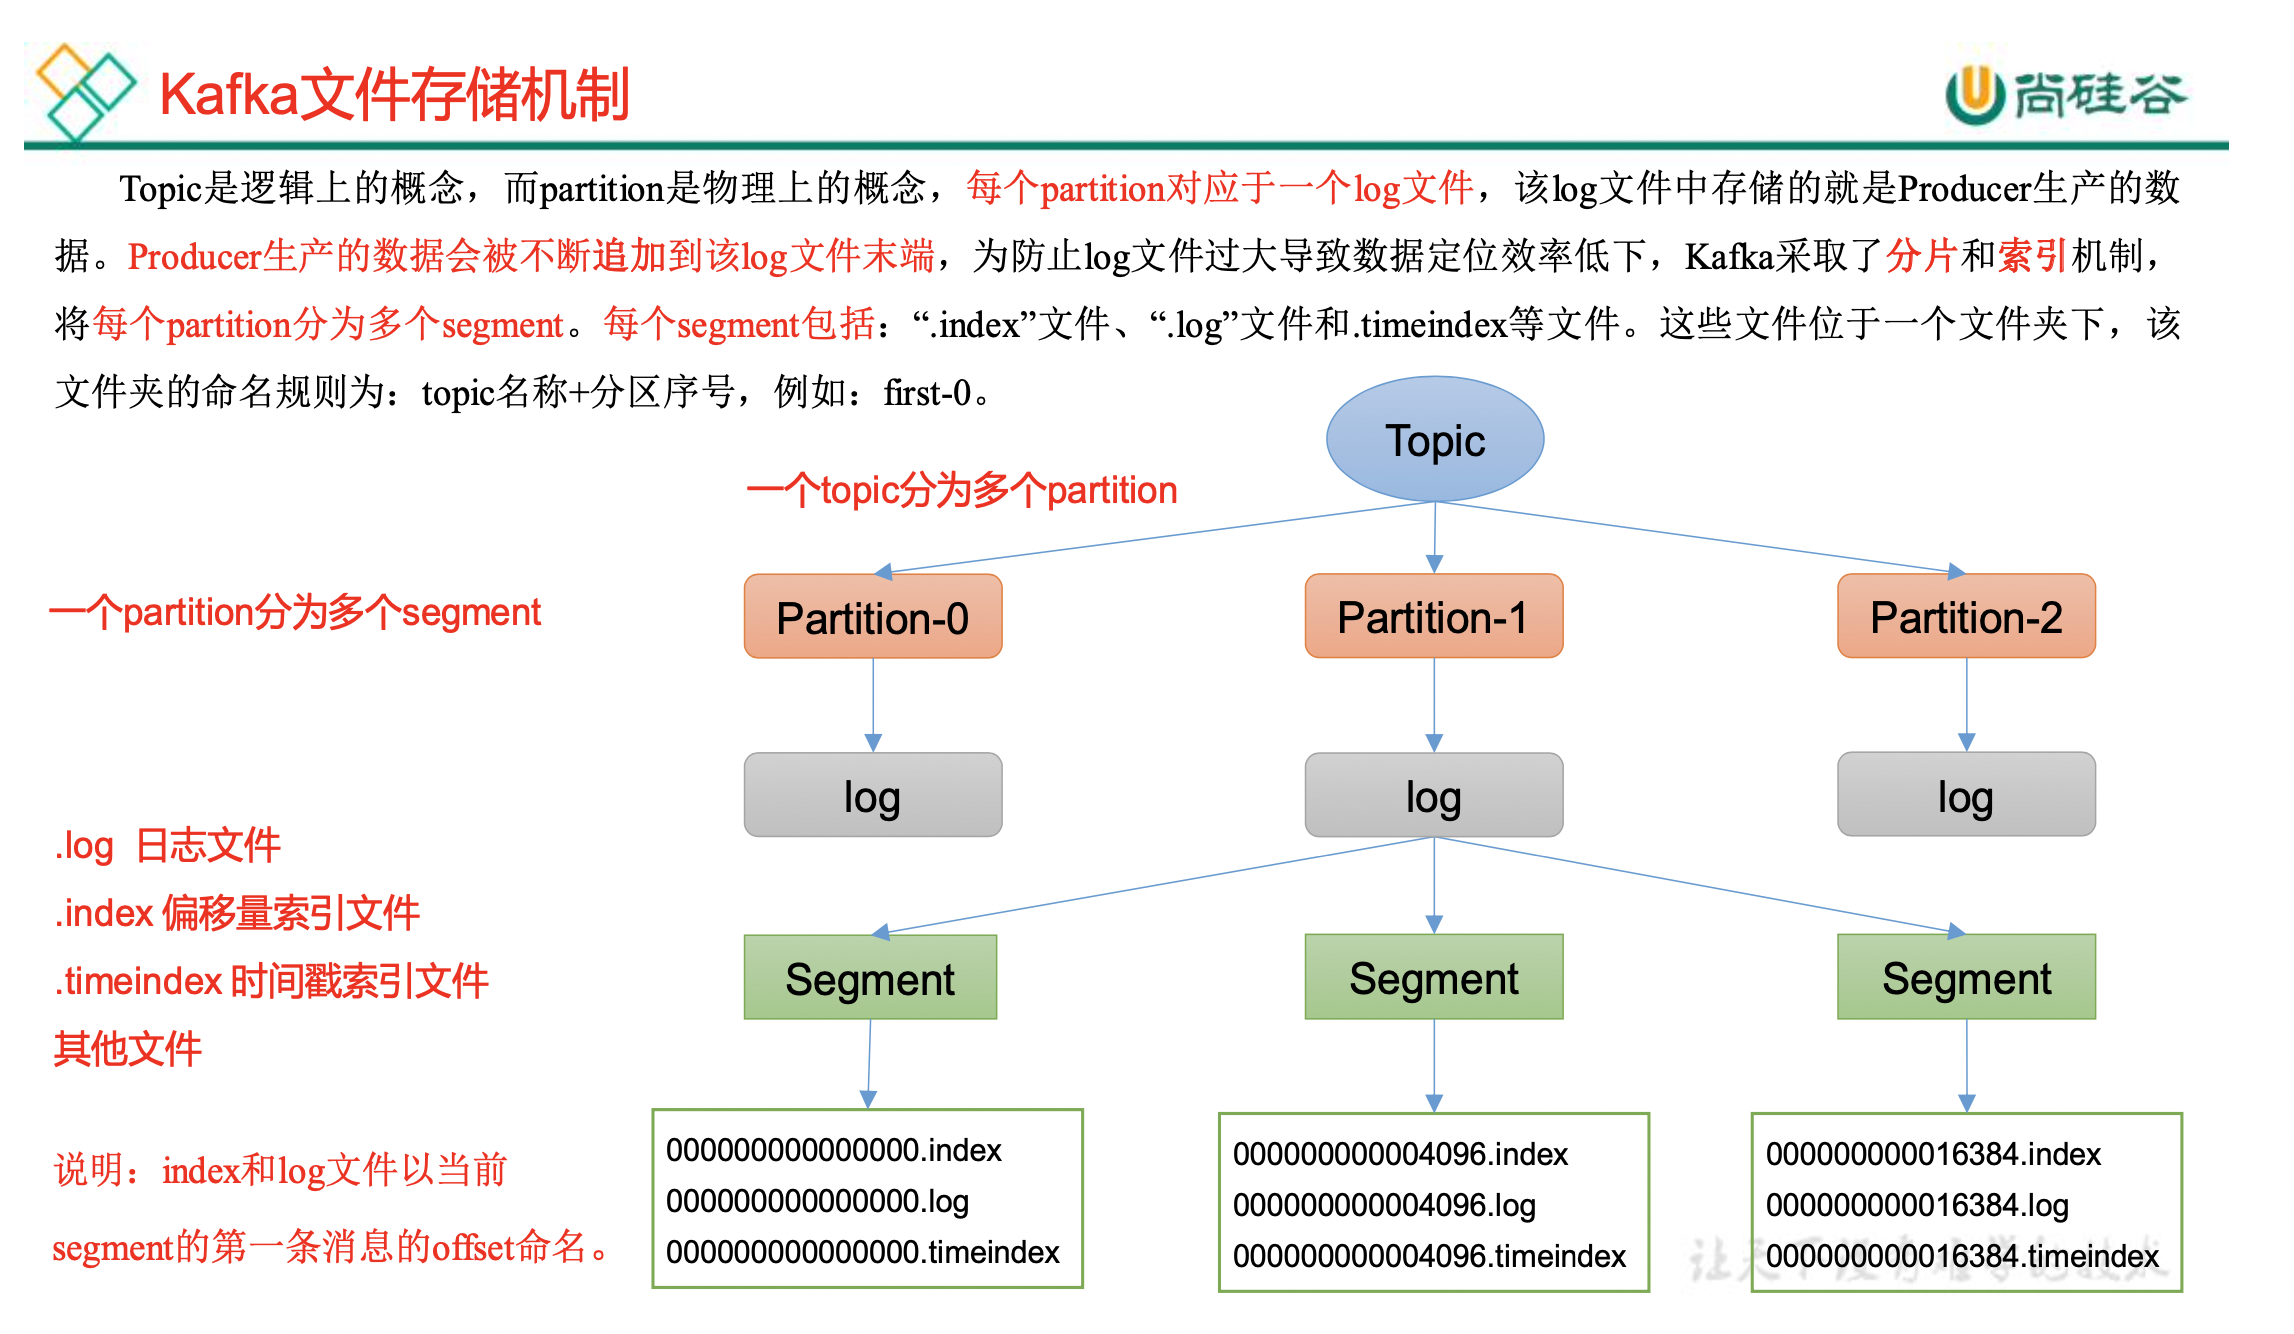 Kafka文件存储机制
尚硅谷
Topic是逻辑上的概念，而partition是物理上的概念，每个partition对应于一个log文件，该log文件中存储的就是Producer生产的数
据。Producer生产的数据会被不断追加到该log文件末端，为防止log文件过大导致数据定位效率低下，Kafka采取了分片和索引机制，
将每个partition分为多个segment。每个segment包括：“.index”文件、“.log”文件和.timeindex等文件。这些文件位于一个文件夹下，该
文件夹的命名规则为：topic名称+分区序号，例如：first-0。
Topic
一个topic分为多个partition
一个partition分为多个segment
Partition-0
Partition-1
Partition-2
log
log
log
.log 日志文件
.index 偏移量索引文件
.timeindex 时间戳索引文件
其他文件
Segment
Segment
Segment
说明：index和log文件以当前
segment的第一条消息的offset命名。
000000000000000.index
000000000000000.log
000000000000000.timeindex
000000000004096.index
000000000004096.log
000000000004096.timeindex
000000000016384.index
000000000016384.log
000000000016384.timeindex
让天下没有难学的技术